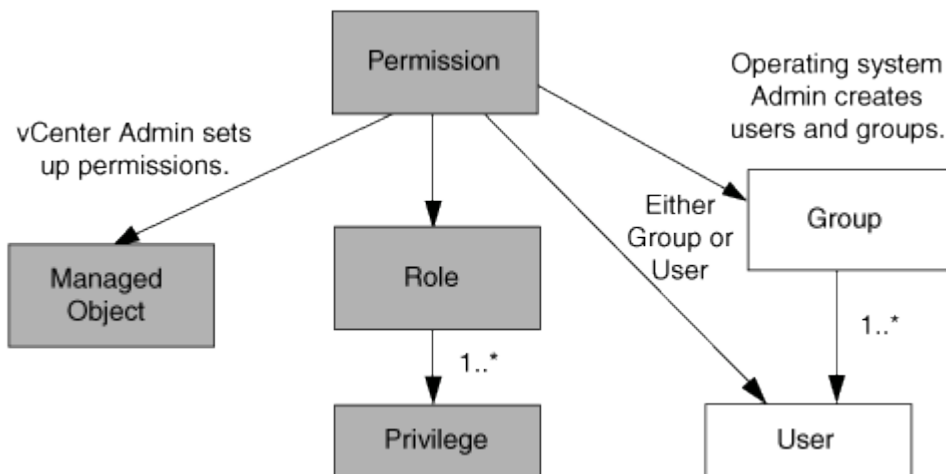 Permission
Operating system
Admin creates
users and groups.
vCenter Admin sets
up permissions.
Either
Group or
User
Group
Managed
Object
Role
1..*
1..*
Privilege
User